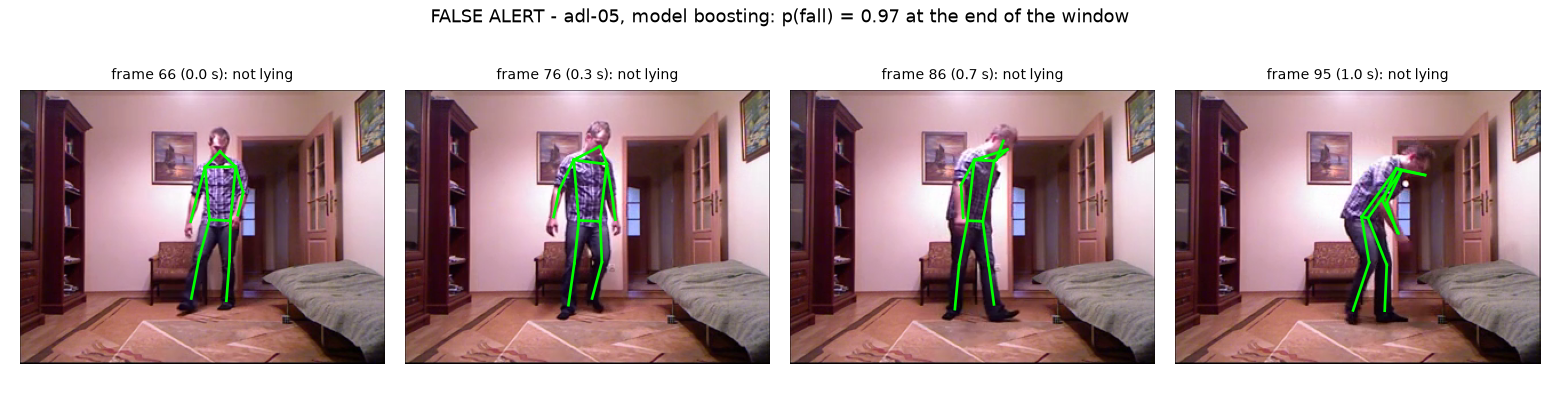 FALSE ALERT - adl-05, model boosting: p(fall) = 0.97 at the end of the window
frame 66 (0.0 s): not lying
frame 76 (0.3 s): not lying
frame 86 (0.7 s): not lying
frame 95 (1.0 s): not lying